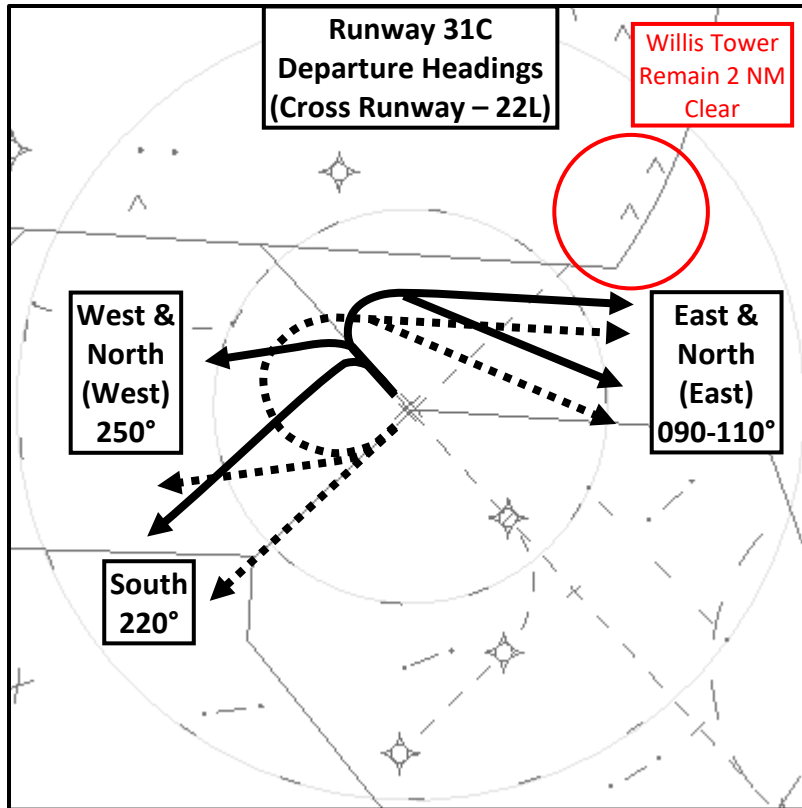 Runway 31C
Departure Headings
(Cross Runway – 22L)
Willis Tower
Remain 2 NM
Clear
West &
North
(West)
250°
East &
North
(East)
090-110°
South
220°